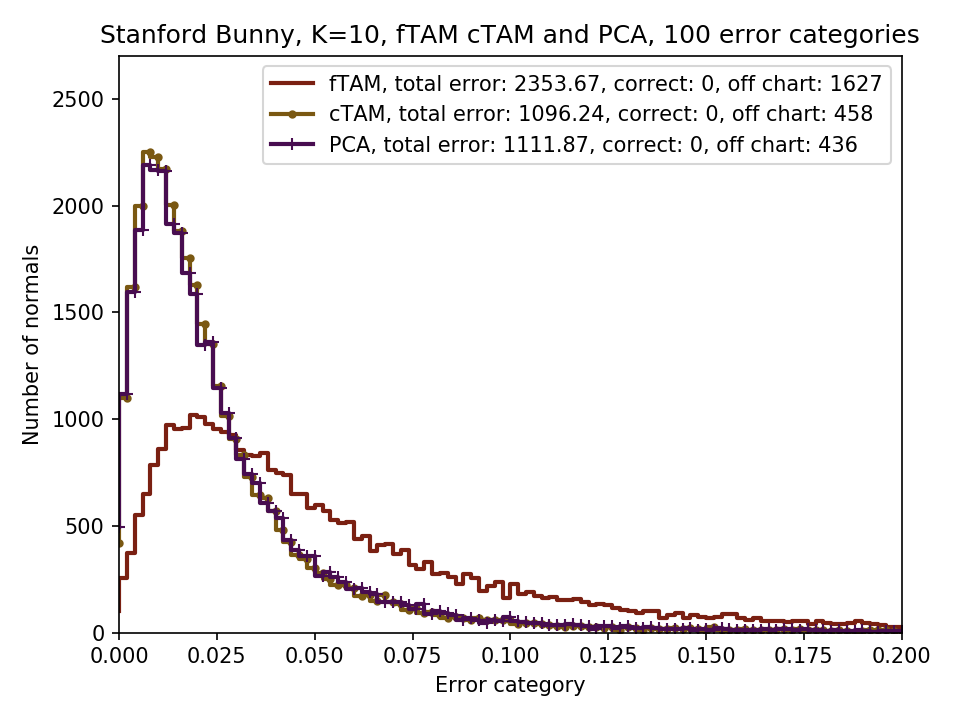 Stanford Bunny, K=10, fTAM cTAM and PCA, 100 error categories
fTAM, total error: 2353.67, correct: 0, off chart: 1627
cTAM, total error: 1096.24, correct: 0, off chart: 458
PCA, total error: 1111.87, correct: 0, off chart: 436
Number of normals
2500
2000
1500
1000
500
0
0.000 0.025 0.050 0.075 0.100 0.125 0.150 0.175 0.200
Error category